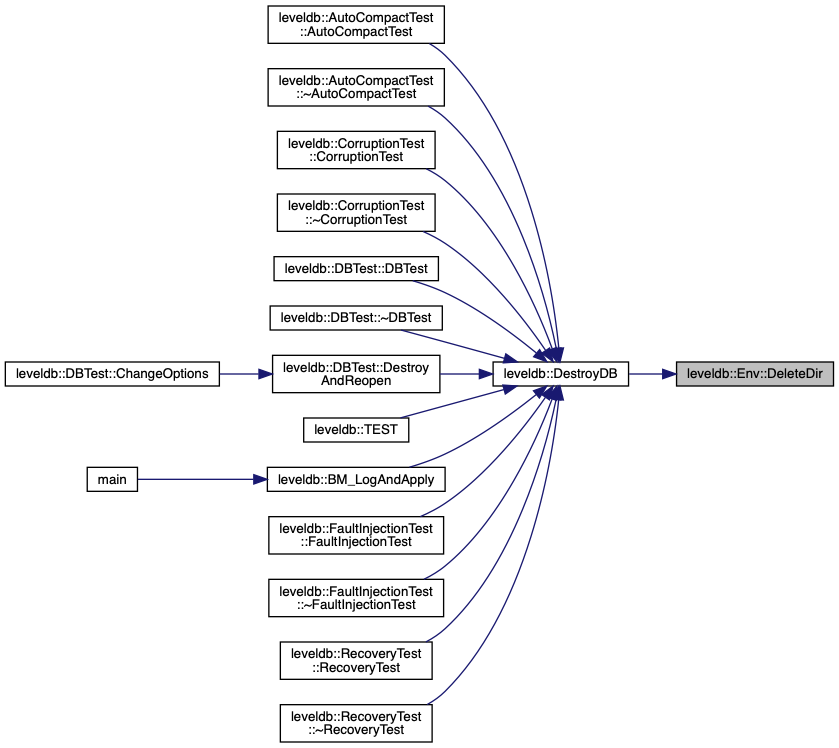 leveldb::AutoCompactTest
::AutoCompactTest
leveldb::AutoCompactTest
::~AutoCompactTest
leveldb::CorruptionTest
::CorruptionTest
leveldb::CorruptionTest
::~CorruptionTest
leveldb::DBTest::DBTest
leveldb::DBTest::~DBTest
leveldb::DBTest::ChangeOptions
leveldb::DBTest::Destroy
AndReopen
leveldb::DestroyDB
leveldb::Env::DeleteDir
leveldb::TEST
main
leveldb::BM_LogAndApply
leveldb::FaultInjectionTest
::FaultInjectionTest
leveldb::FaultInjectionTest
::~FaultInjectionTest
leveldb::RecoveryTest
::RecoveryTest
leveldb::RecoveryTest
::~RecoveryTest